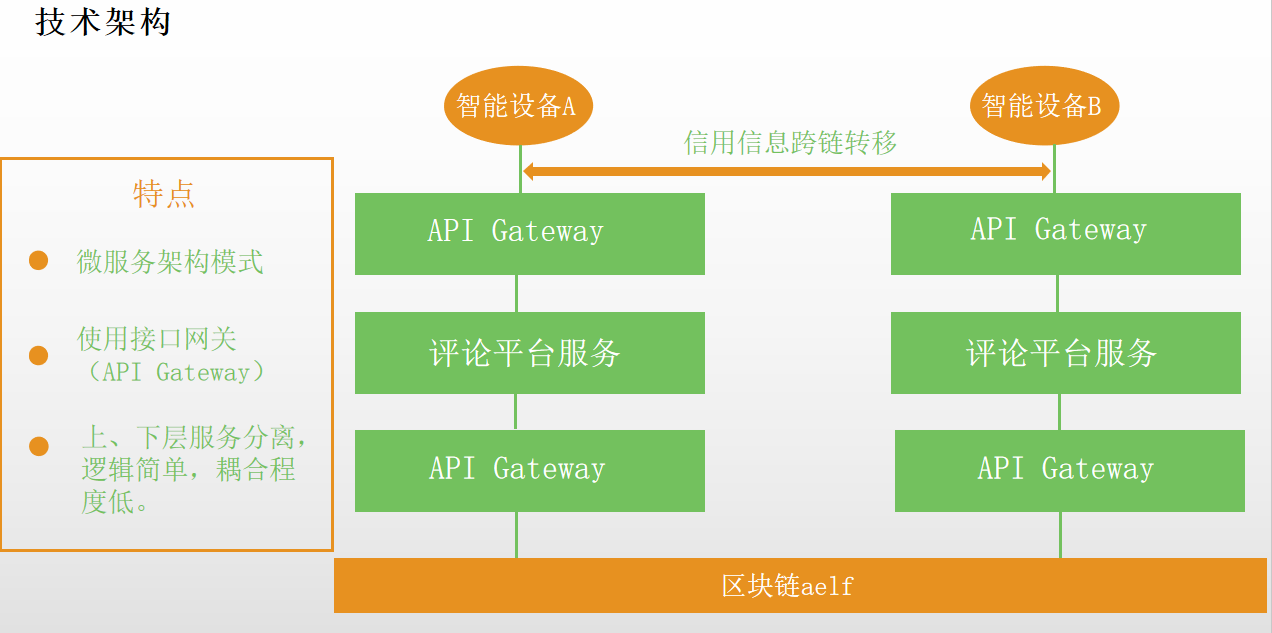 技术架构
智能设备A
智能设备B
信用信息跨链转移
特点
微服务架构模式
使用接口网关
（API Gateway）
上、下层服务分离，
逻辑简单，耦合程
度低。
API Gateway
API Gateway
评论平台服务
评论平台服务
API Gateway
API Gateway
区块链aelf